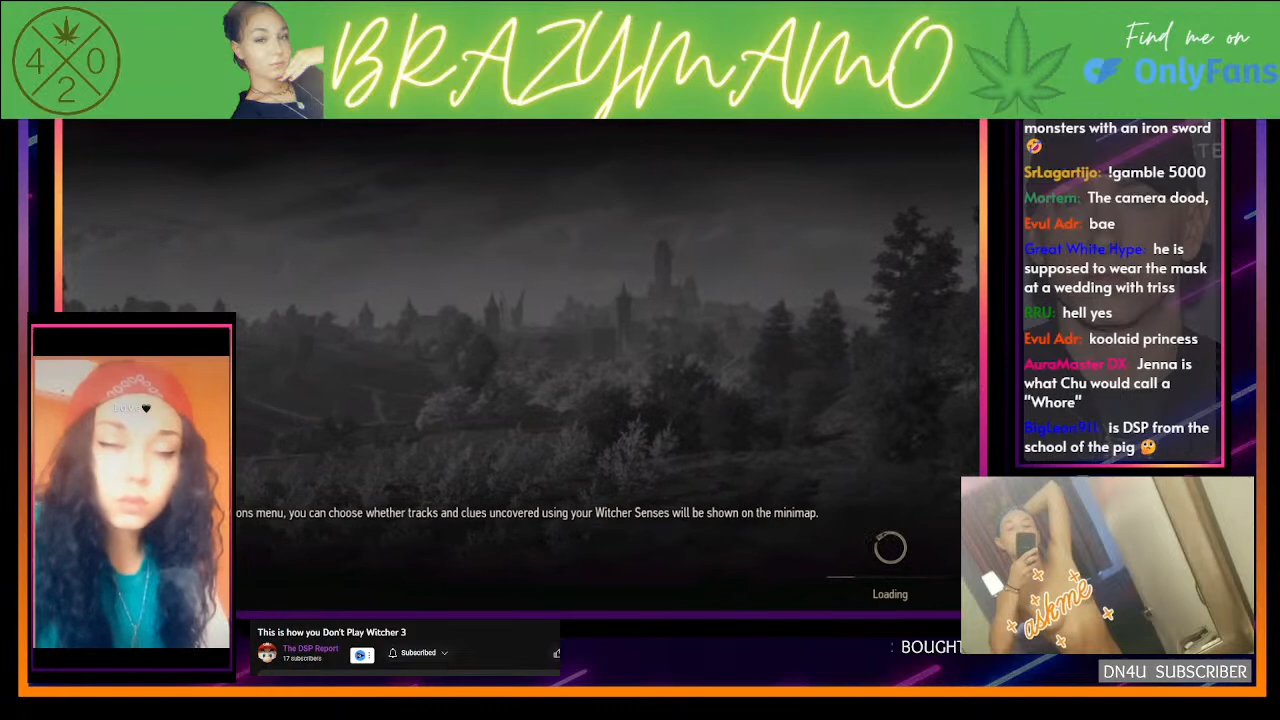 4 0
2
BRAZYMAMO
Find me on
OnlyFans
monsters with an iron sword
🤣
SrLagartijo: !gamble 5000
Mortem: The camera dood,
Evul Adr: bae
Great White Hype: he is
supposed to wear the mask
at a wedding with triss
RRU: hell yes
Evul Adr: koolaid princess
AuraMaster DX: Jenna is
what Chu would call a
"Whore"
BigLean911: is DSP from the
school of the pig 🤔
ons menu, you can choose whether tracks and clues uncovered using your Witcher Senses will be shown on the minimap.
Loading
askme
This is how you Don't Play Witcher 3
The DSP Report
17 subscribers
Subscribed
: BOUGHT
DN4U SUBSCRIBER